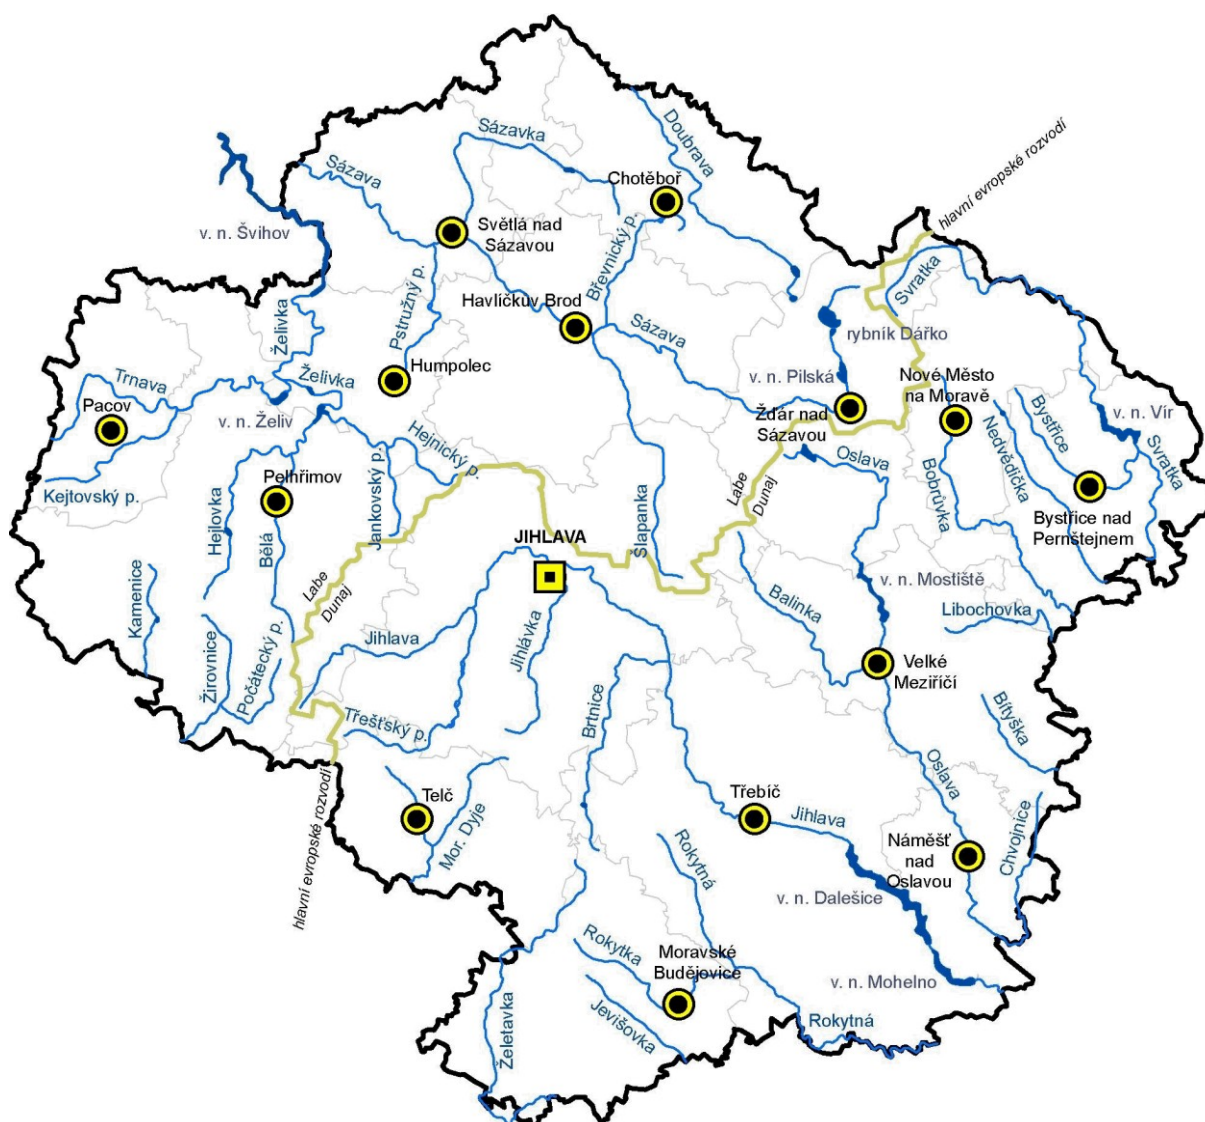 Sázavka
Doubrava
hlavní evropské rozvodí
Sázava
Chotěboř
v. n. Švihov
Světlá nad
Sázavou
Břevnický p.
Svratka
Pstružný p.
Havlíčkuv Brod
Želivka
Sázava
rybník Dářko
Humpolec
Trnava
Želivka
v. n. Pilská
Nové Město
na Moravě
Pacov
v. n. Želiv
Žďár nad
Sázavou
Bystřice
v. n. Vír
Hejnický p.
Oslava
Nedvědička
Svratka
Kejtovský p.
Pelhřimov
Jankovský p.
Labe
Dunaj
Bobrůvka
Hejlovka
Bělá
JIHLAVA
Šlapanka
Bystřice nad
Pernštejnem
Labe
Dunaj
v. n. Mostiště
Kamenice
Balinka
Libochovka
Jihlava
Jihlávka
Žirovnice
Počátecký p.
Velké
Meziříčí
Třešťský p.
Brtnice
Bítyška
Oslava
Telč
Třebíč
Jihlava
hlavní evropské rozvodí
Mor. Dyje
Rokytná
Náměšť
nad
Oslavou
Chvojnice
v. n. Dalešice
Rokytka
Moravské
Budějovice
v. n. Mohelno
Želetavka
Jevišovka
Rokytná